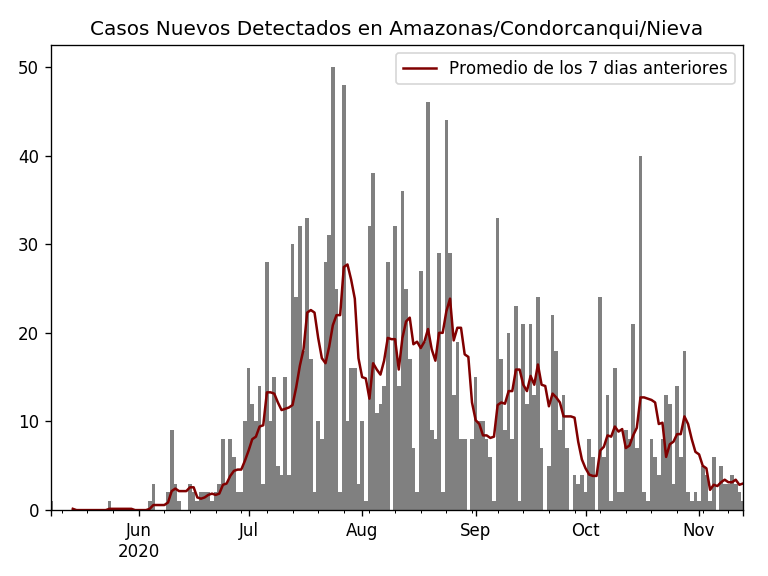 Casos Nuevos Detectados en Amazonas/Condorcanqui/Nieva
Promedio de los 7 dias anteriores
50
40
30
20
10
0
Jun
2020
Jul
Aug
Sep
Oct
Nov